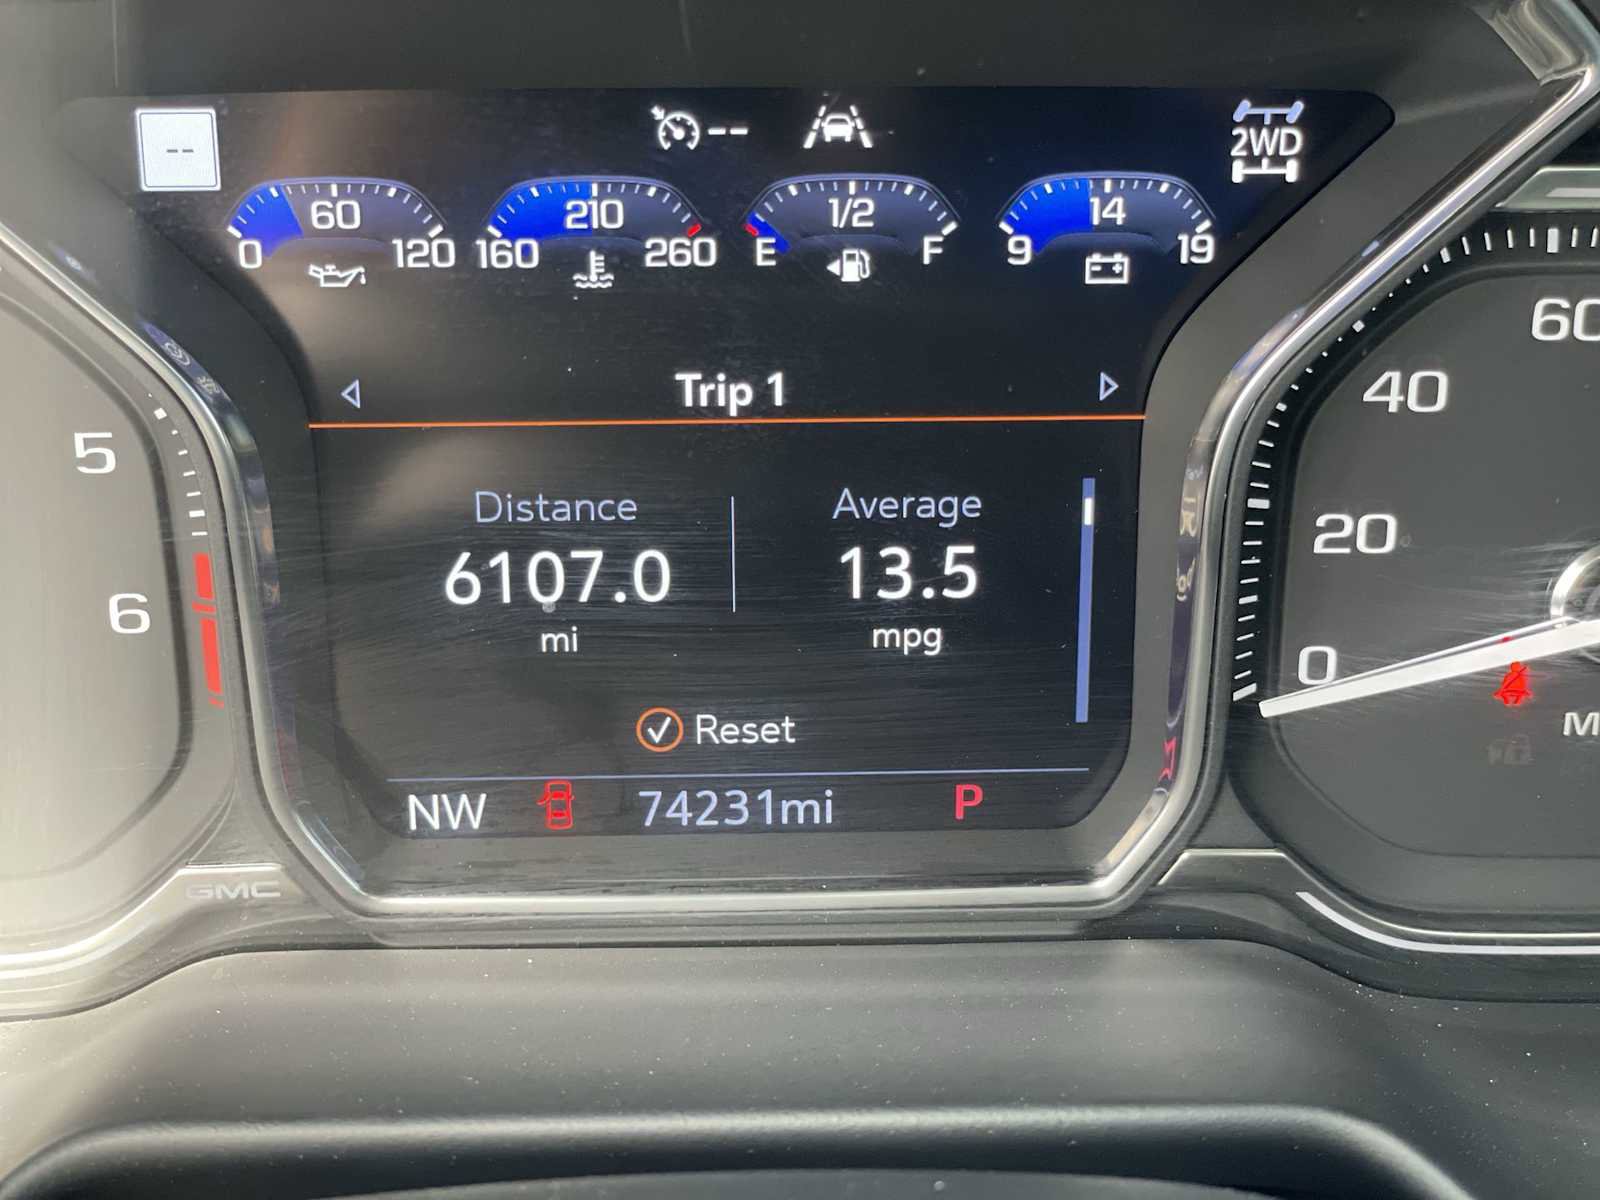 --
--
2WD
0 60 120
160 210 260
E 1/2 F
9 14 19
Trip 1
Distance
6107.0
mi
Average
13.5
mpg
Reset
NW 74231mi P
5
6
GMC
60
40
20
0